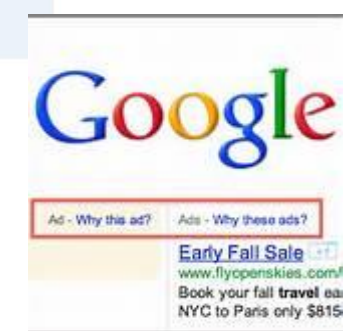 Google
Ad - Why this ad? Ads - Why these ads?
Early Fall Sale +1
www.flyopenskies.com/
Book your fall travel ea
NYC to Paris only $815